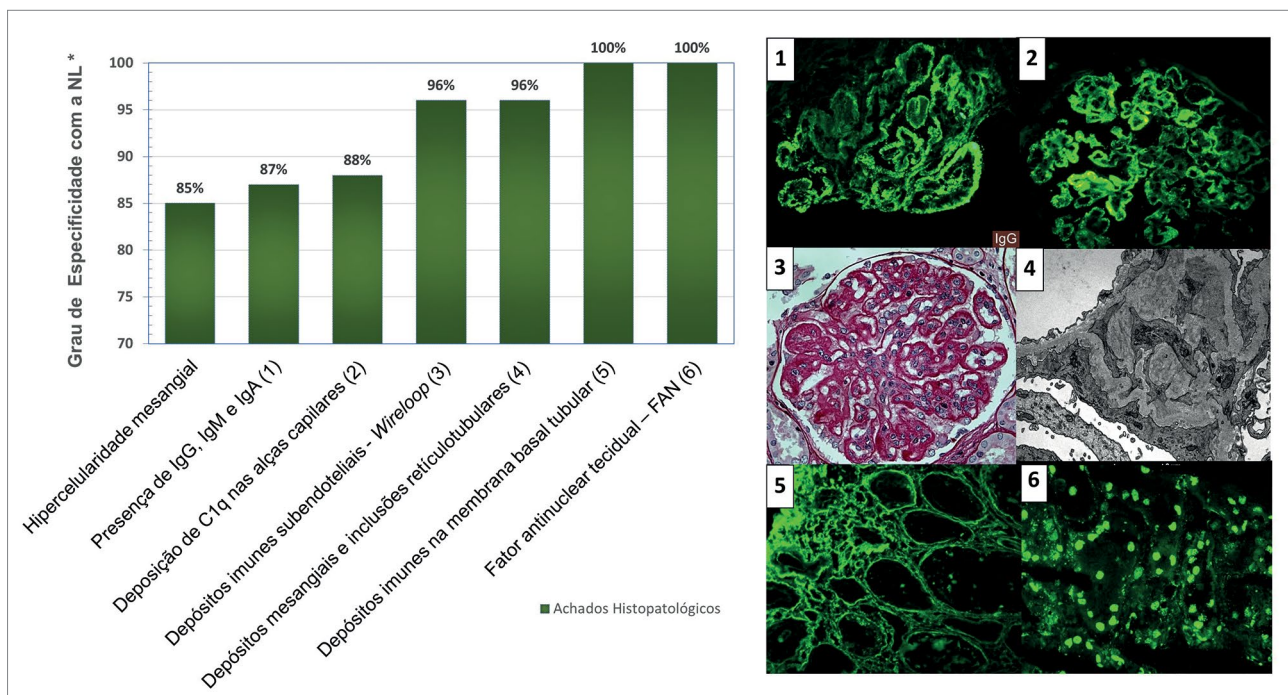 Grau de Especificidade com a NL *
100
95
90
85
80
75
70
85%
87%
88%
96%
96%
100%
100%
Hipercelularidade mesangial
Presença de IgG, IgM e IgA (1)
Deposição de C1q nas alças capilares (2)
Depósitos imunes subendoteliais - Wireloop (3)
Depósitos mesangiais e inclusões retículotubulares (4)
Depósitos imunes na membrana basal tubular (5)
Fator antinuclear tecidual – FAN (6)
Achados Histopatológicos
1
2
IgG
3
4
5
6